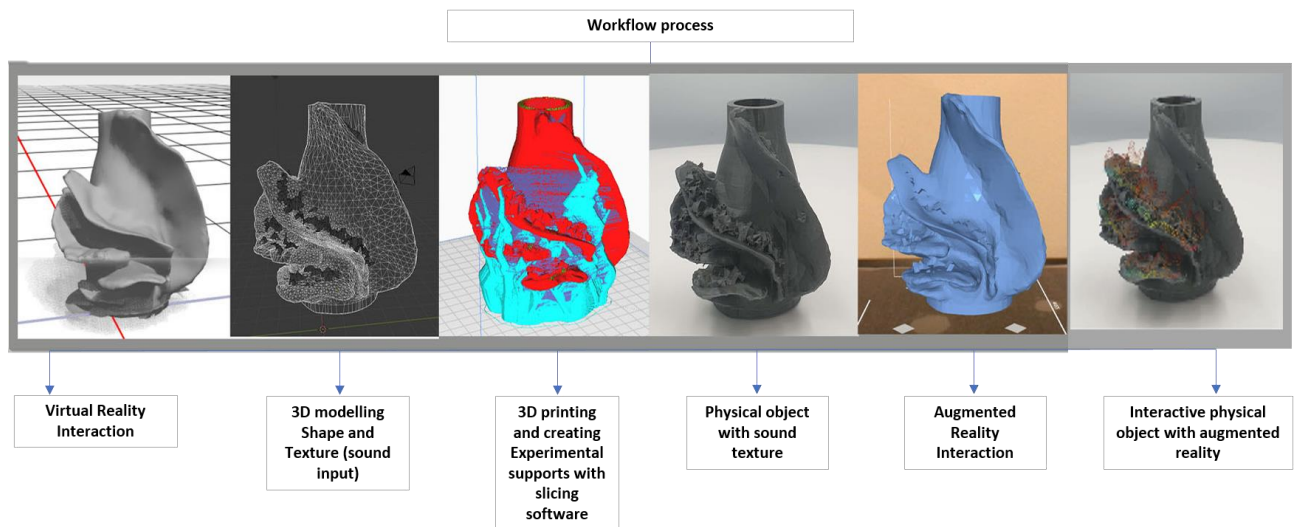 Workflow process
Virtual Reality
Interaction
3D modelling
Shape and
Texture (sound
input)
3D printing
and creating
Experimental
supports with
slicing
software
Physical object
with sound
texture
Augmented
Reality
Interaction
Interactive physical
object with augmented
reality